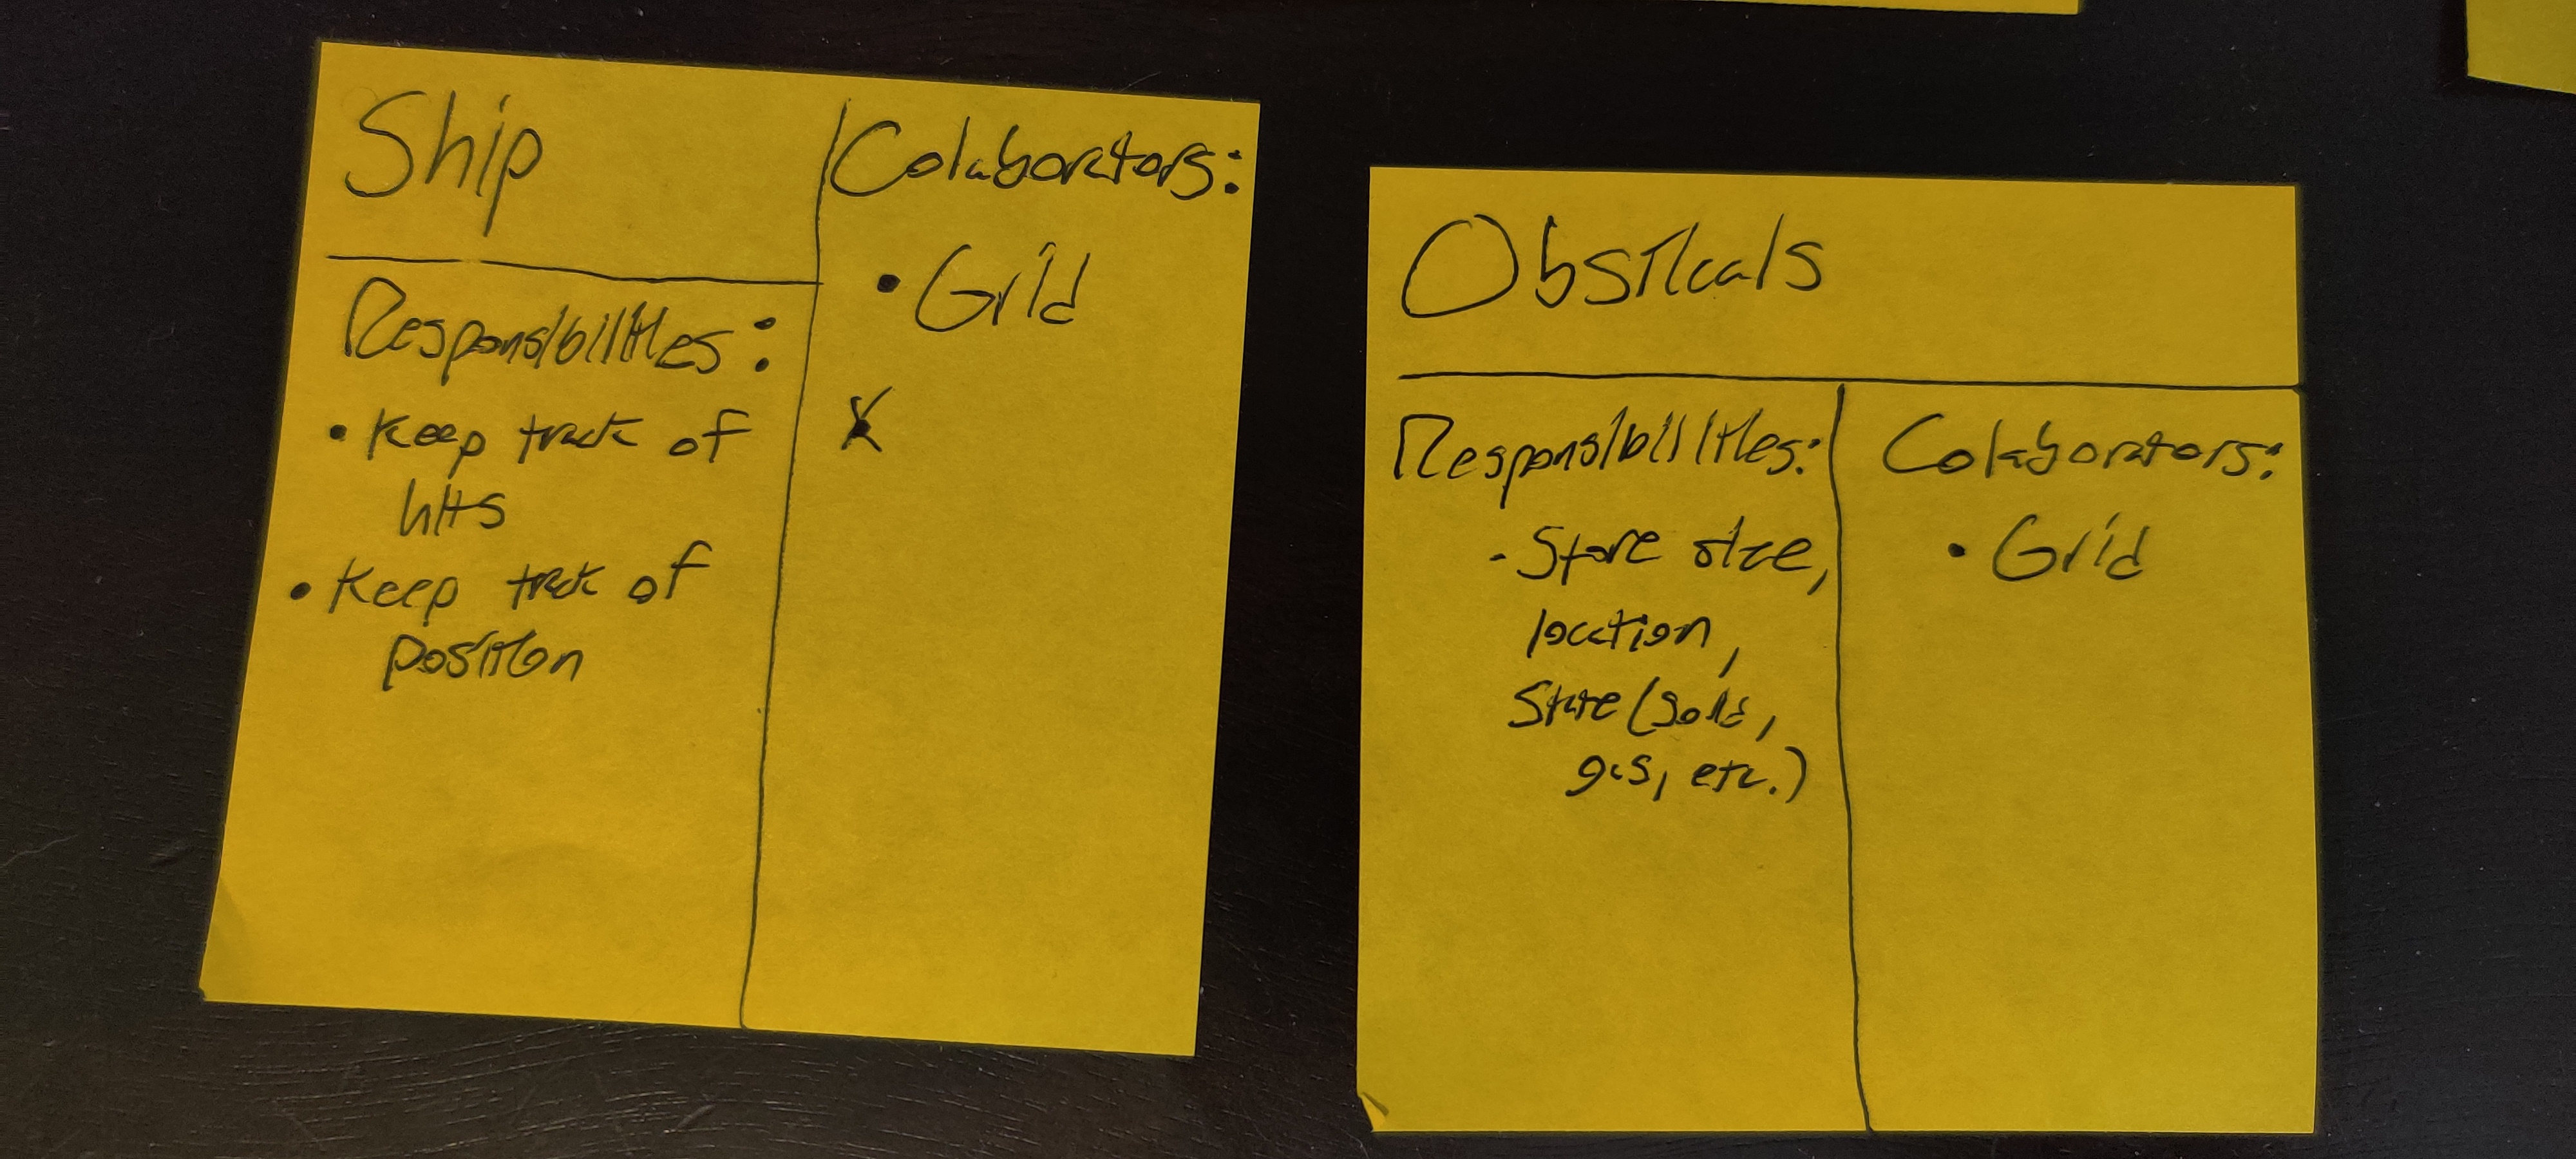 Ship
Colaborators:
• Grid
Responsibilities:
• Keep track of
hits
• Keep track of
position
Obsticals
Responsibilities:
- Store size,
location,
State (solid,
gas, etc.)
Colaborators:
• Grid